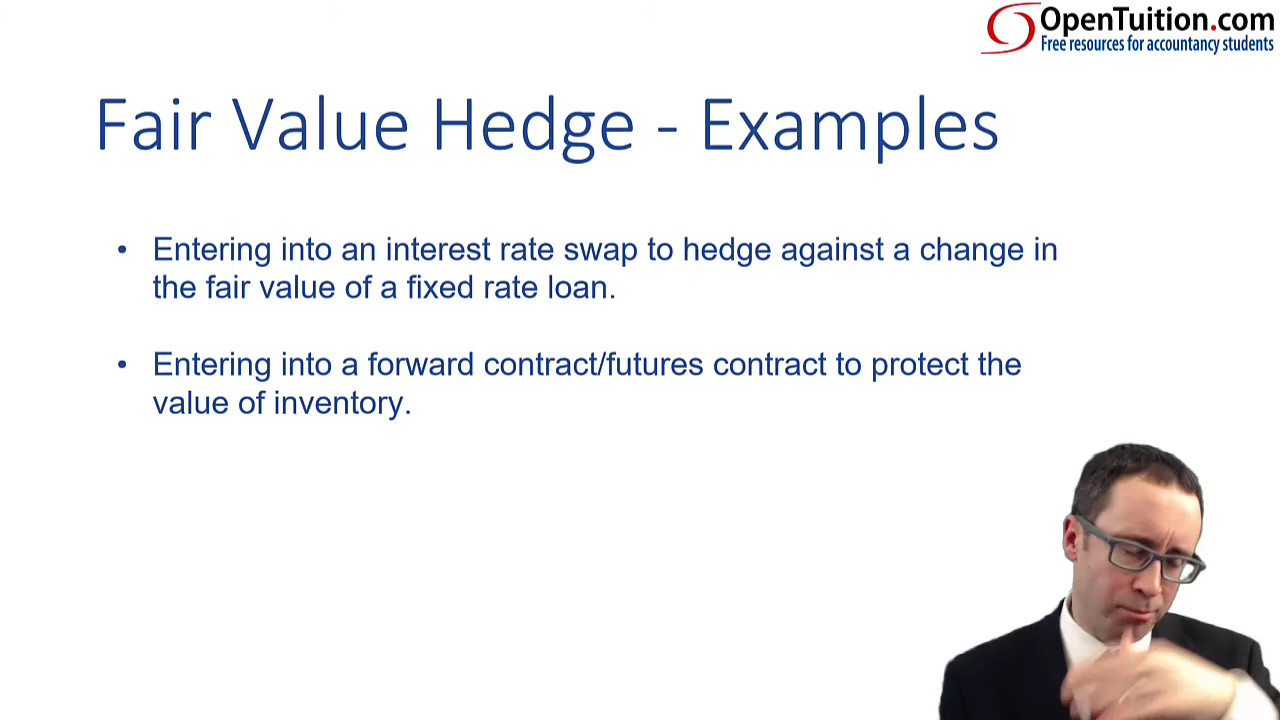 OpenTuition.com
Free resources for accountancy students
Fair Value Hedge - Examples
• Entering into an interest rate swap to hedge against a change in
the fair value of a fixed rate loan.
• Entering into a forward contract/futures contract to protect the
value of inventory.